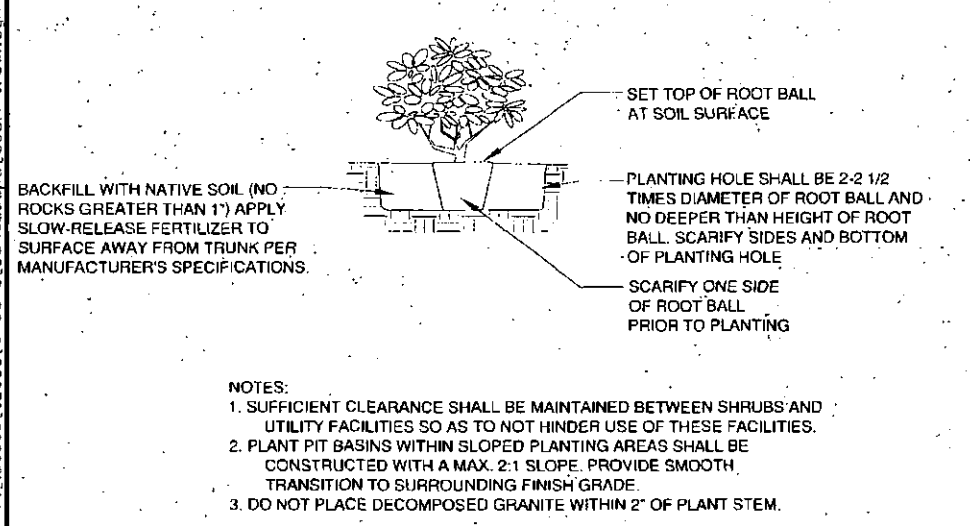 SET TOP OF ROOT BALL
AT SOIL SURFACE
BACKFILL WITH NATIVE SOIL (NO
ROCKS GREATER THAN 1") APPLY
SLOW-RELEASE FERTILIZER TO
SURFACE AWAY FROM TRUNK PER
MANUFACTURER'S SPECIFICATIONS.
PLANTING HOLE SHALL BE 2-2 1/2
TIMES DIAMETER OF ROOT BALL AND
NO DEEPER THAN HEIGHT OF ROOT
BALL. SCARIFY SIDES AND BOTTOM
OF PLANTING HOLE
SCARIFY ONE SIDE
OF ROOT BALL
PRIOR TO PLANTING
NOTES:
1. SUFFICIENT CLEARANCE SHALL BE MAINTAINED BETWEEN SHRUBS AND
UTILITY FACILITIES SO AS TO NOT HINDER USE OF THESE FACILITIES.
2. PLANT PIT BASINS WITHIN SLOPED PLANTING AREAS SHALL BE
CONSTRUCTED WITH A MAX. 2:1 SLOPE. PROVIDE SMOOTH
TRANSITION TO SURROUNDING FINISH GRADE.
3. DO NOT PLACE DECOMPOSED GRANITE WITHIN 2" OF PLANT STEM.